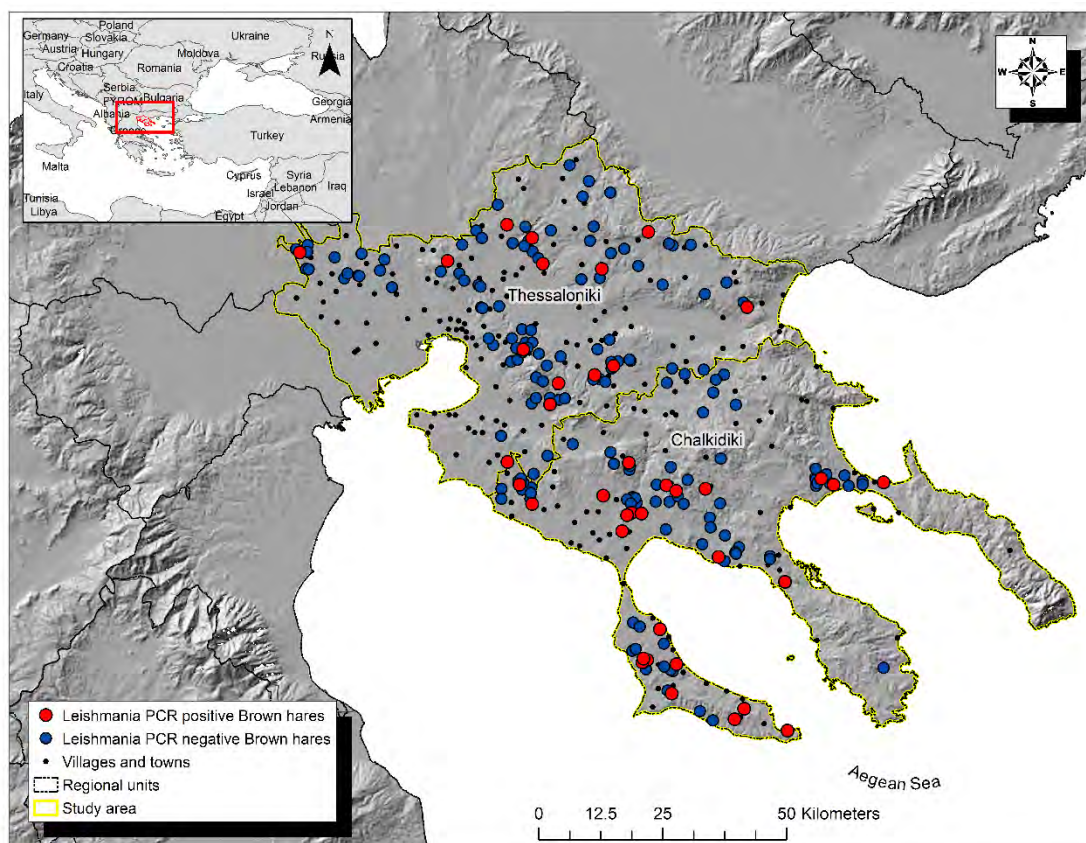 Poland
Germany
Slovakia
Ukraine
Austria
Hungary
Moldova
Russia
Croatia
Romania
Serbia
Italy
FYROM
Bulgaria
Georgia
Albania
Armenia
Greece
Turkey
Malta
Cyprus
Syria
Israel
Lebanon
Iraq
Tunisia
Jordan
Libya
Egypt
N
N
W
E
S
Thessaloniki
Chalkidiki
Leishmania PCR positive Brown hares
Leishmania PCR negative Brown hares
Villages and towns
Regional units
Study area
Aegean Sea
0 12.5 25 50 Kilometers